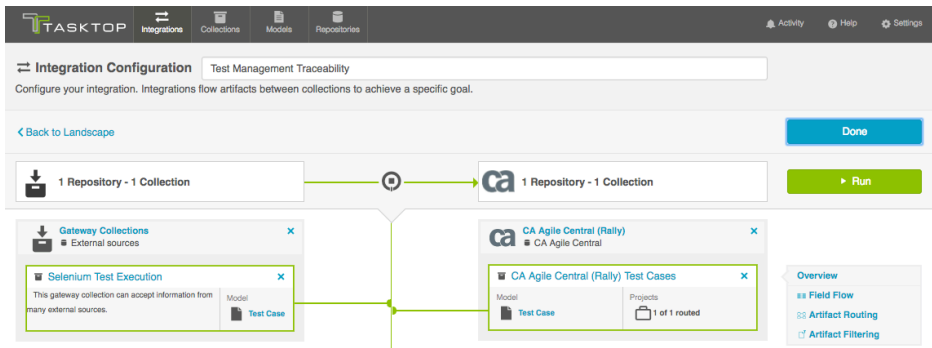 TASKTOP
Integrations
Collections
Models
Repositories
Activity
Help
Settings
Integration Configuration
Test Management Traceability
Configure your integration. Integrations flow artifacts between collections to achieve a specific goal.
Back to Landscape
Done
1 Repository - 1 Collection
ca
1 Repository - 1 Collection
Run
Gateway Collections
External sources
Selenium Test Execution
This gateway collection can accept information from
many external sources.
Model
Test Case
ca
CA Agile Central (Rally)
CA Agile Central
CA Agile Central (Rally) Test Cases
Model
Test Case
Projects
1 of 1 routed
Overview
Field Flow
Artifact Routing
Artifact Filtering